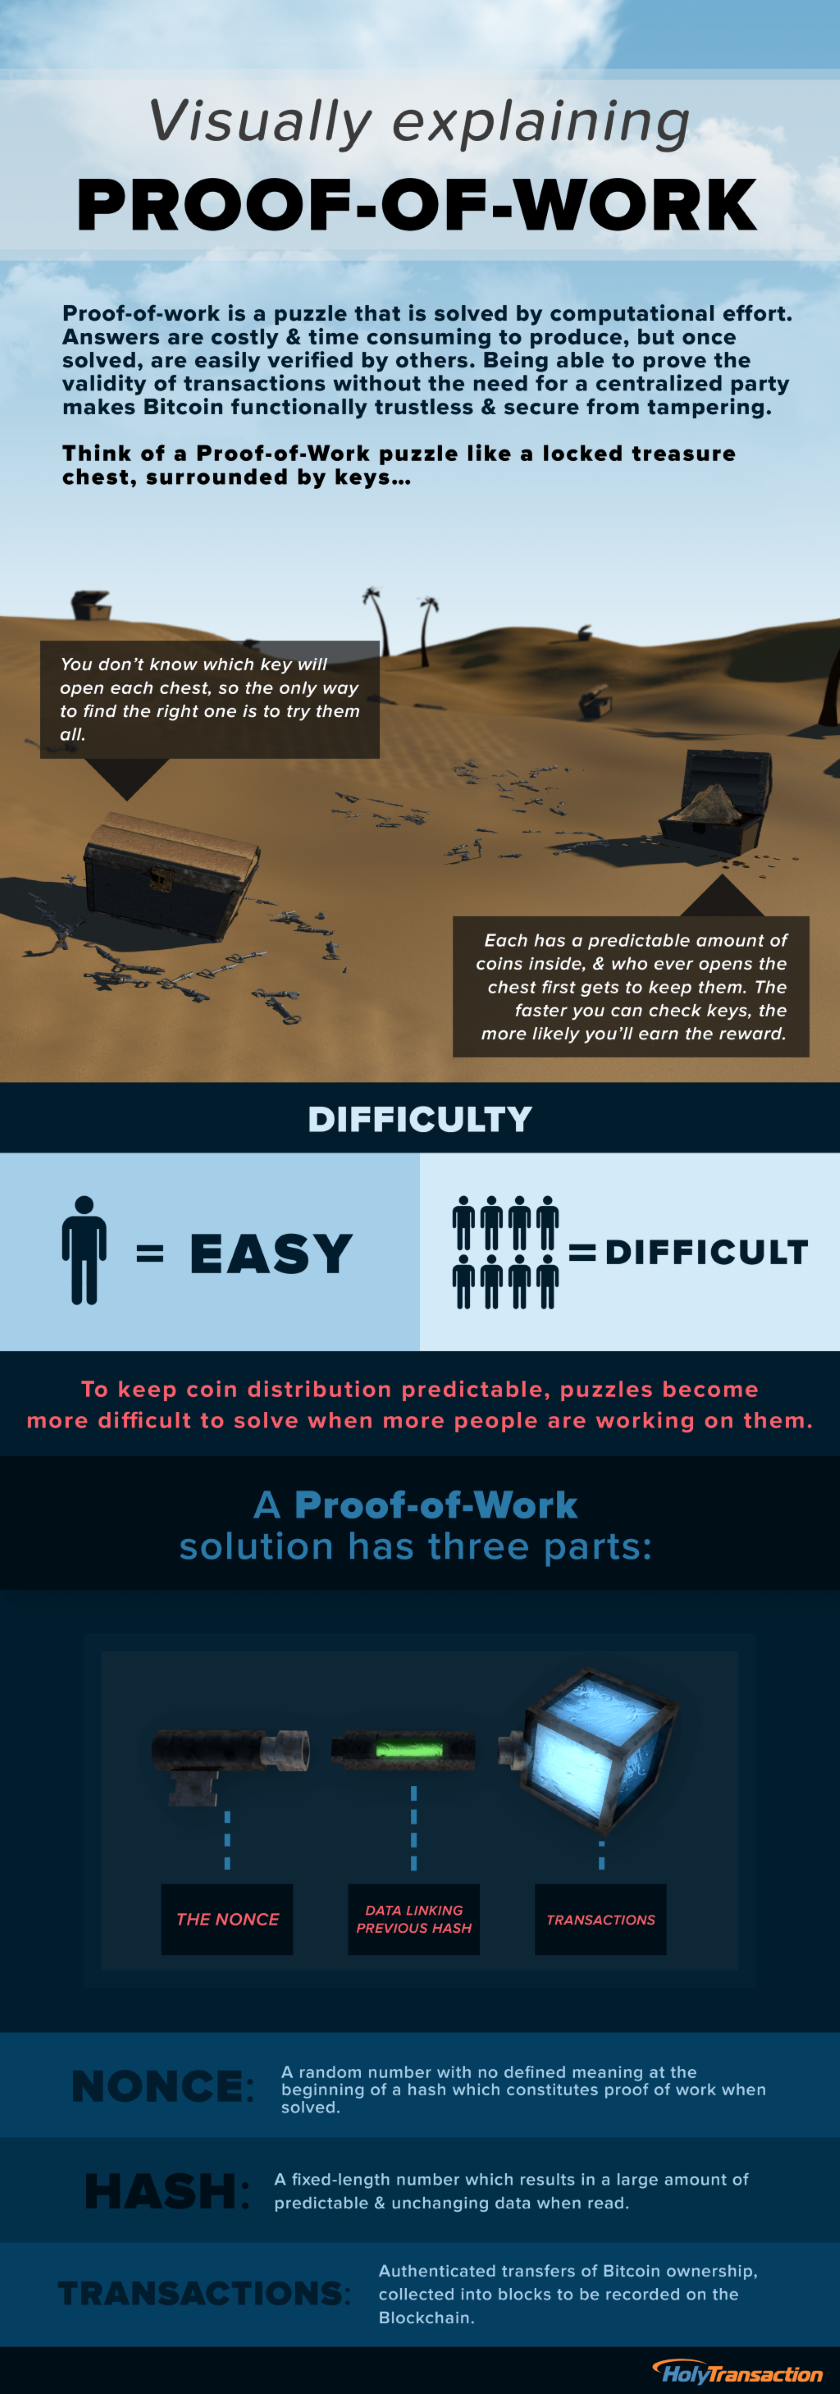 Visually explaining
PROOF-OF-WORK
Proof-of-work is a puzzle that is solved by computational effort.
Answers are costly & time consuming to produce, but once
solved, are easily verified by others. Being able to prove the
validity of transactions without the need for a centralized party
makes Bitcoin functionally trustless & secure from tampering.
Think of a Proof-of-Work puzzle like a locked treasure
chest, surrounded by keys...
You don't know which key will
open each chest, so the only way
to find the right one is to try them
all.
Each has a predictable amount of
coins inside, & who ever opens the
chest first gets to keep them. The
faster you can check keys, the
more likely you'll earn the reward.
DIFFICULTY
= EASY
= DIFFICULT
To keep coin distribution predictable, puzzles become
more difficult to solve when more people are working on them.
A Proof-of-Work
solution has three parts:
THE NONCE
DATA LINKING
PREVIOUS HASH
TRANSACTIONS
NONCE:
A random number with no defined meaning at the
beginning of a hash which constitutes proof of work when
solved.
HASH:
A fixed-length number which results in a large amount of
predictable & unchanging data when read.
TRANSACTIONS:
Authenticated transfers of Bitcoin ownership,
collected into blocks to be recorded on the
Blockchain.
HolyTransaction